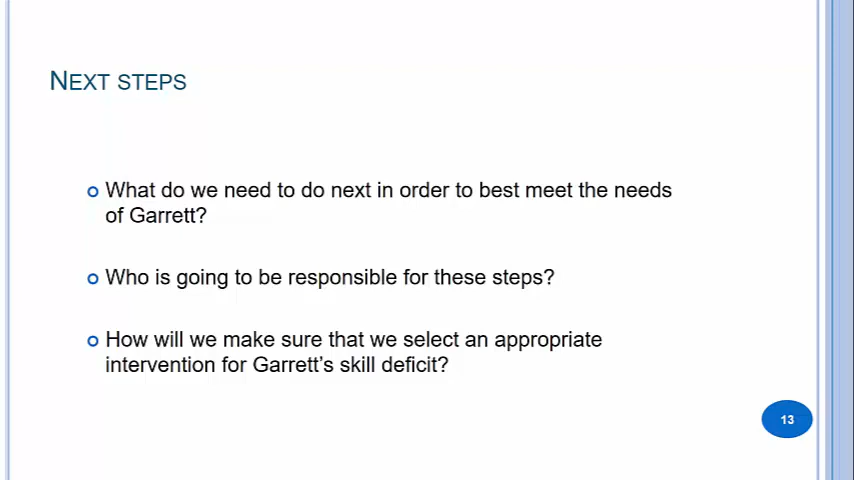 NEXT STEPS
What do we need to do next in order to best meet the needs
of Garrett?
Who is going to be responsible for these steps?
How will we make sure that we select an appropriate
intervention for Garrett’s skill deficit?
13